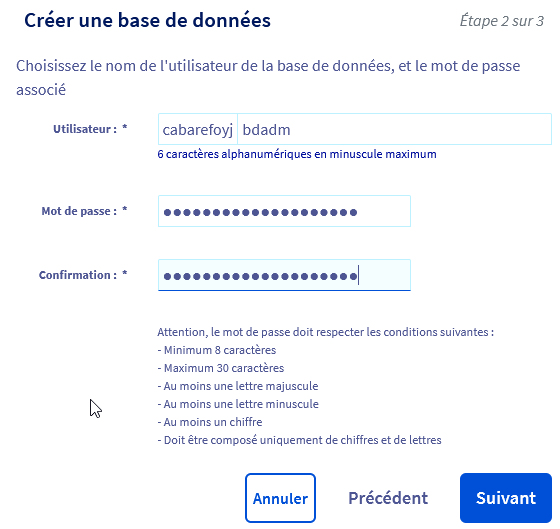 Créer une base de données
Étape 2 sur 3
Choisissez le nom de l'utilisateur de la base de données, et le mot de passe
associé
Utilisateur : * cabarefoyj bdadm
6 caractères alphanumériques en minuscule maximum
Mot de passe : * ●●●●●●●●●●●●●●●●●●●●
Confirmation : * ●●●●●●●●●●●●●●●●●●●●
Attention, le mot de passe doit respecter les conditions suivantes :
- Minimum 8 caractères
- Maximum 30 caractères
- Au moins une lettre majuscule
- Au moins une lettre minuscule
- Au moins un chiffre
- Doit être composé uniquement de chiffres et de lettres
Annuler Précédent Suivant